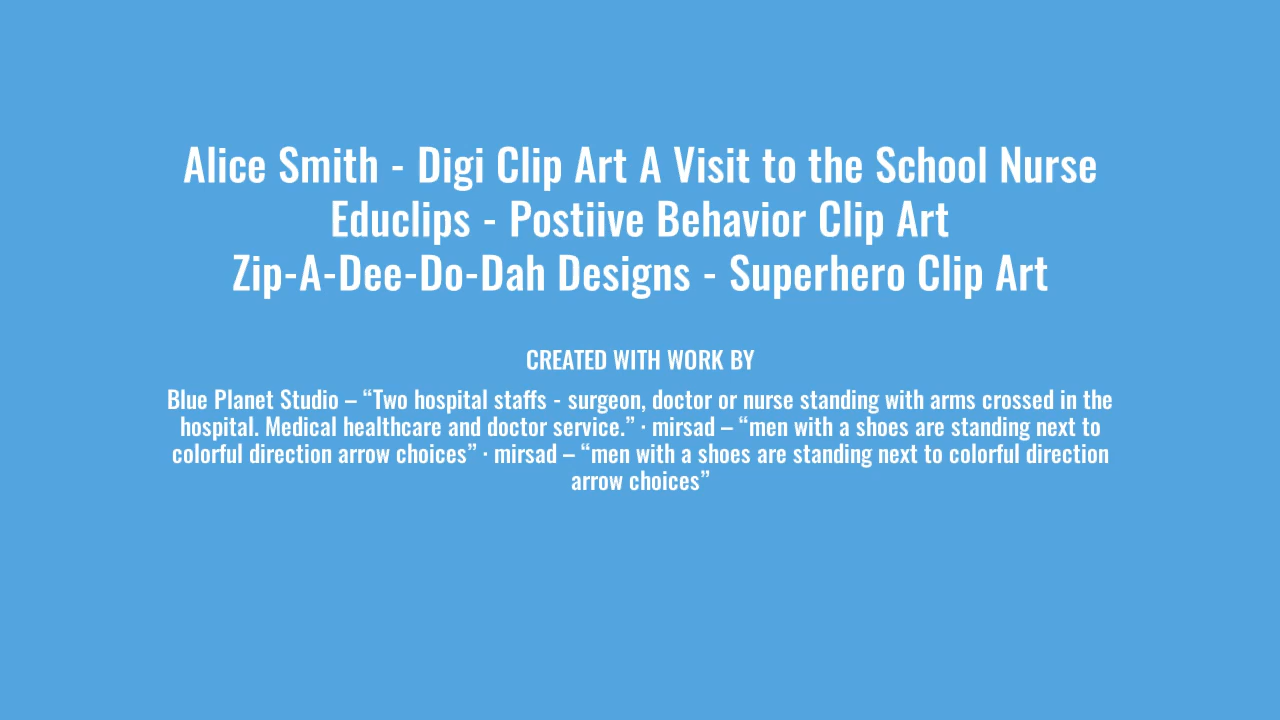 Alice Smith - Digi Clip Art A Visit to the School Nurse
Educlips - Postiive Behavior Clip Art
Zip-A-Dee-Do-Dah Designs - Superhero Clip Art
CREATED WITH WORK BY
Blue Planet Studio – “Two hospital staffs - surgeon, doctor or nurse standing with arms crossed in the
hospital. Medical healthcare and doctor service.” · mirsad – “men with a shoes are standing next to
colorful direction arrow choices” · mirsad – “men with a shoes are standing next to colorful direction
arrow choices”